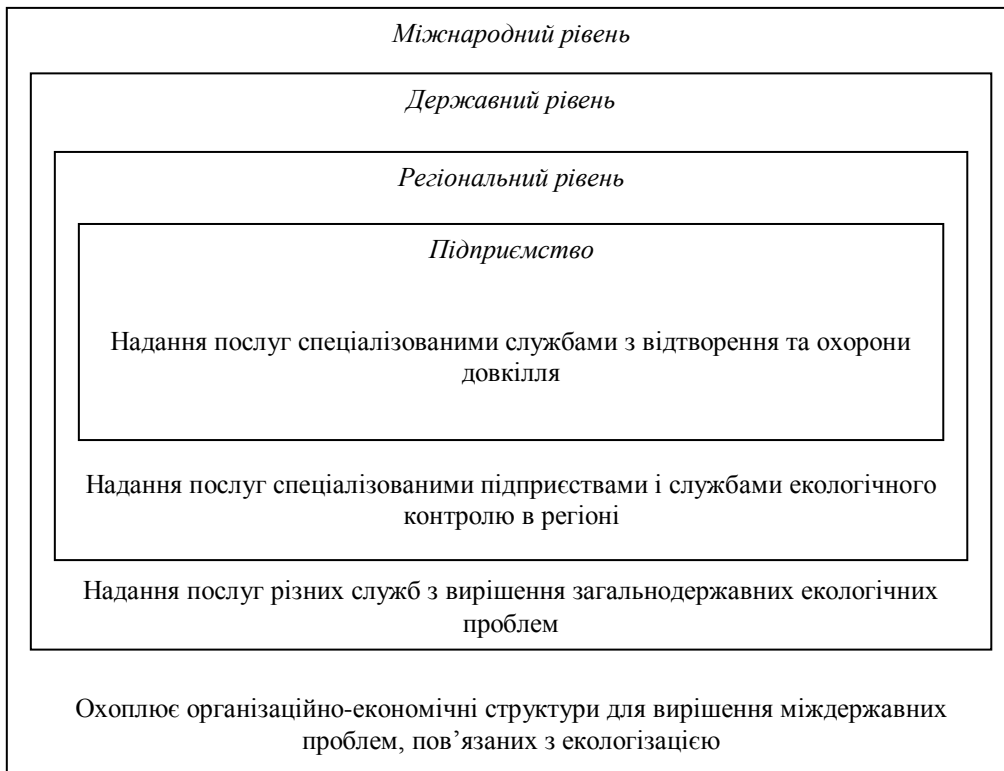 Міжнародний рівень
Державний рівень
Регіональний рівень
Підприємство
Надання послуг спеціалізованими службами з відтворення та охорони
довкілля
Надання послуг спеціалізованими підприєствами і службами екологічного
контролю в регіоні
Надання послуг різних служб з вирішення загальнодержавних екологічних
проблем
Охоплює організаційно-економічні структури для вирішення міждержавних
проблем, пов’язаних з екологізацією